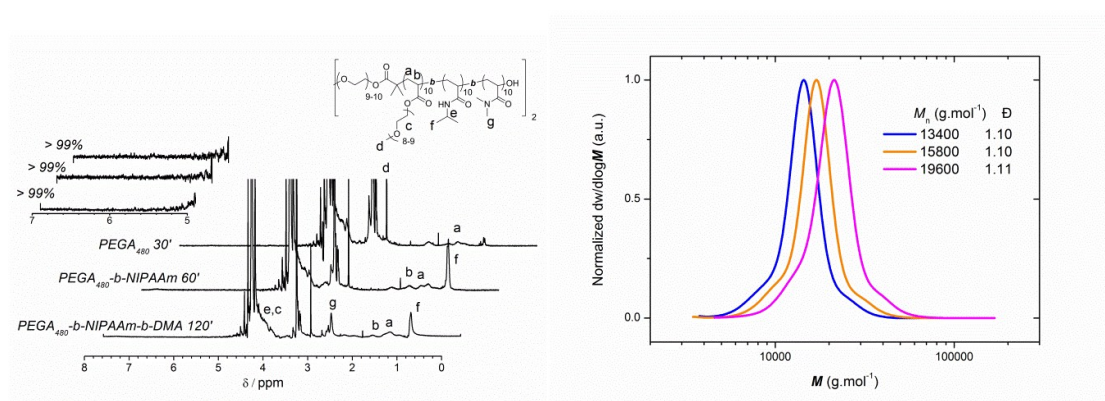 a
b
O
O
O
9-10
10
b
10
b
10
OH
O
O
O
HN
O
N
O
2
e
f
g
c
d
O
8-9
d
> 99%
> 99%
> 99%
7
6
5
PEGA480 30'
a
PEGA480-b-NIPAAm 60'
b
a
f
PEGA480-b-NIPAAm-b-DMA 120'
e,c
g
b
a
f
8 7 6 5 4 3 2 1 0
δ / ppm
Normalized dw/dlogM (a.u.)
1.0
0.5
0.0
Mn (g.mol-1) Đ
13400 1.10
15800 1.10
19600 1.11
10000 100000
M (g.mol-1)